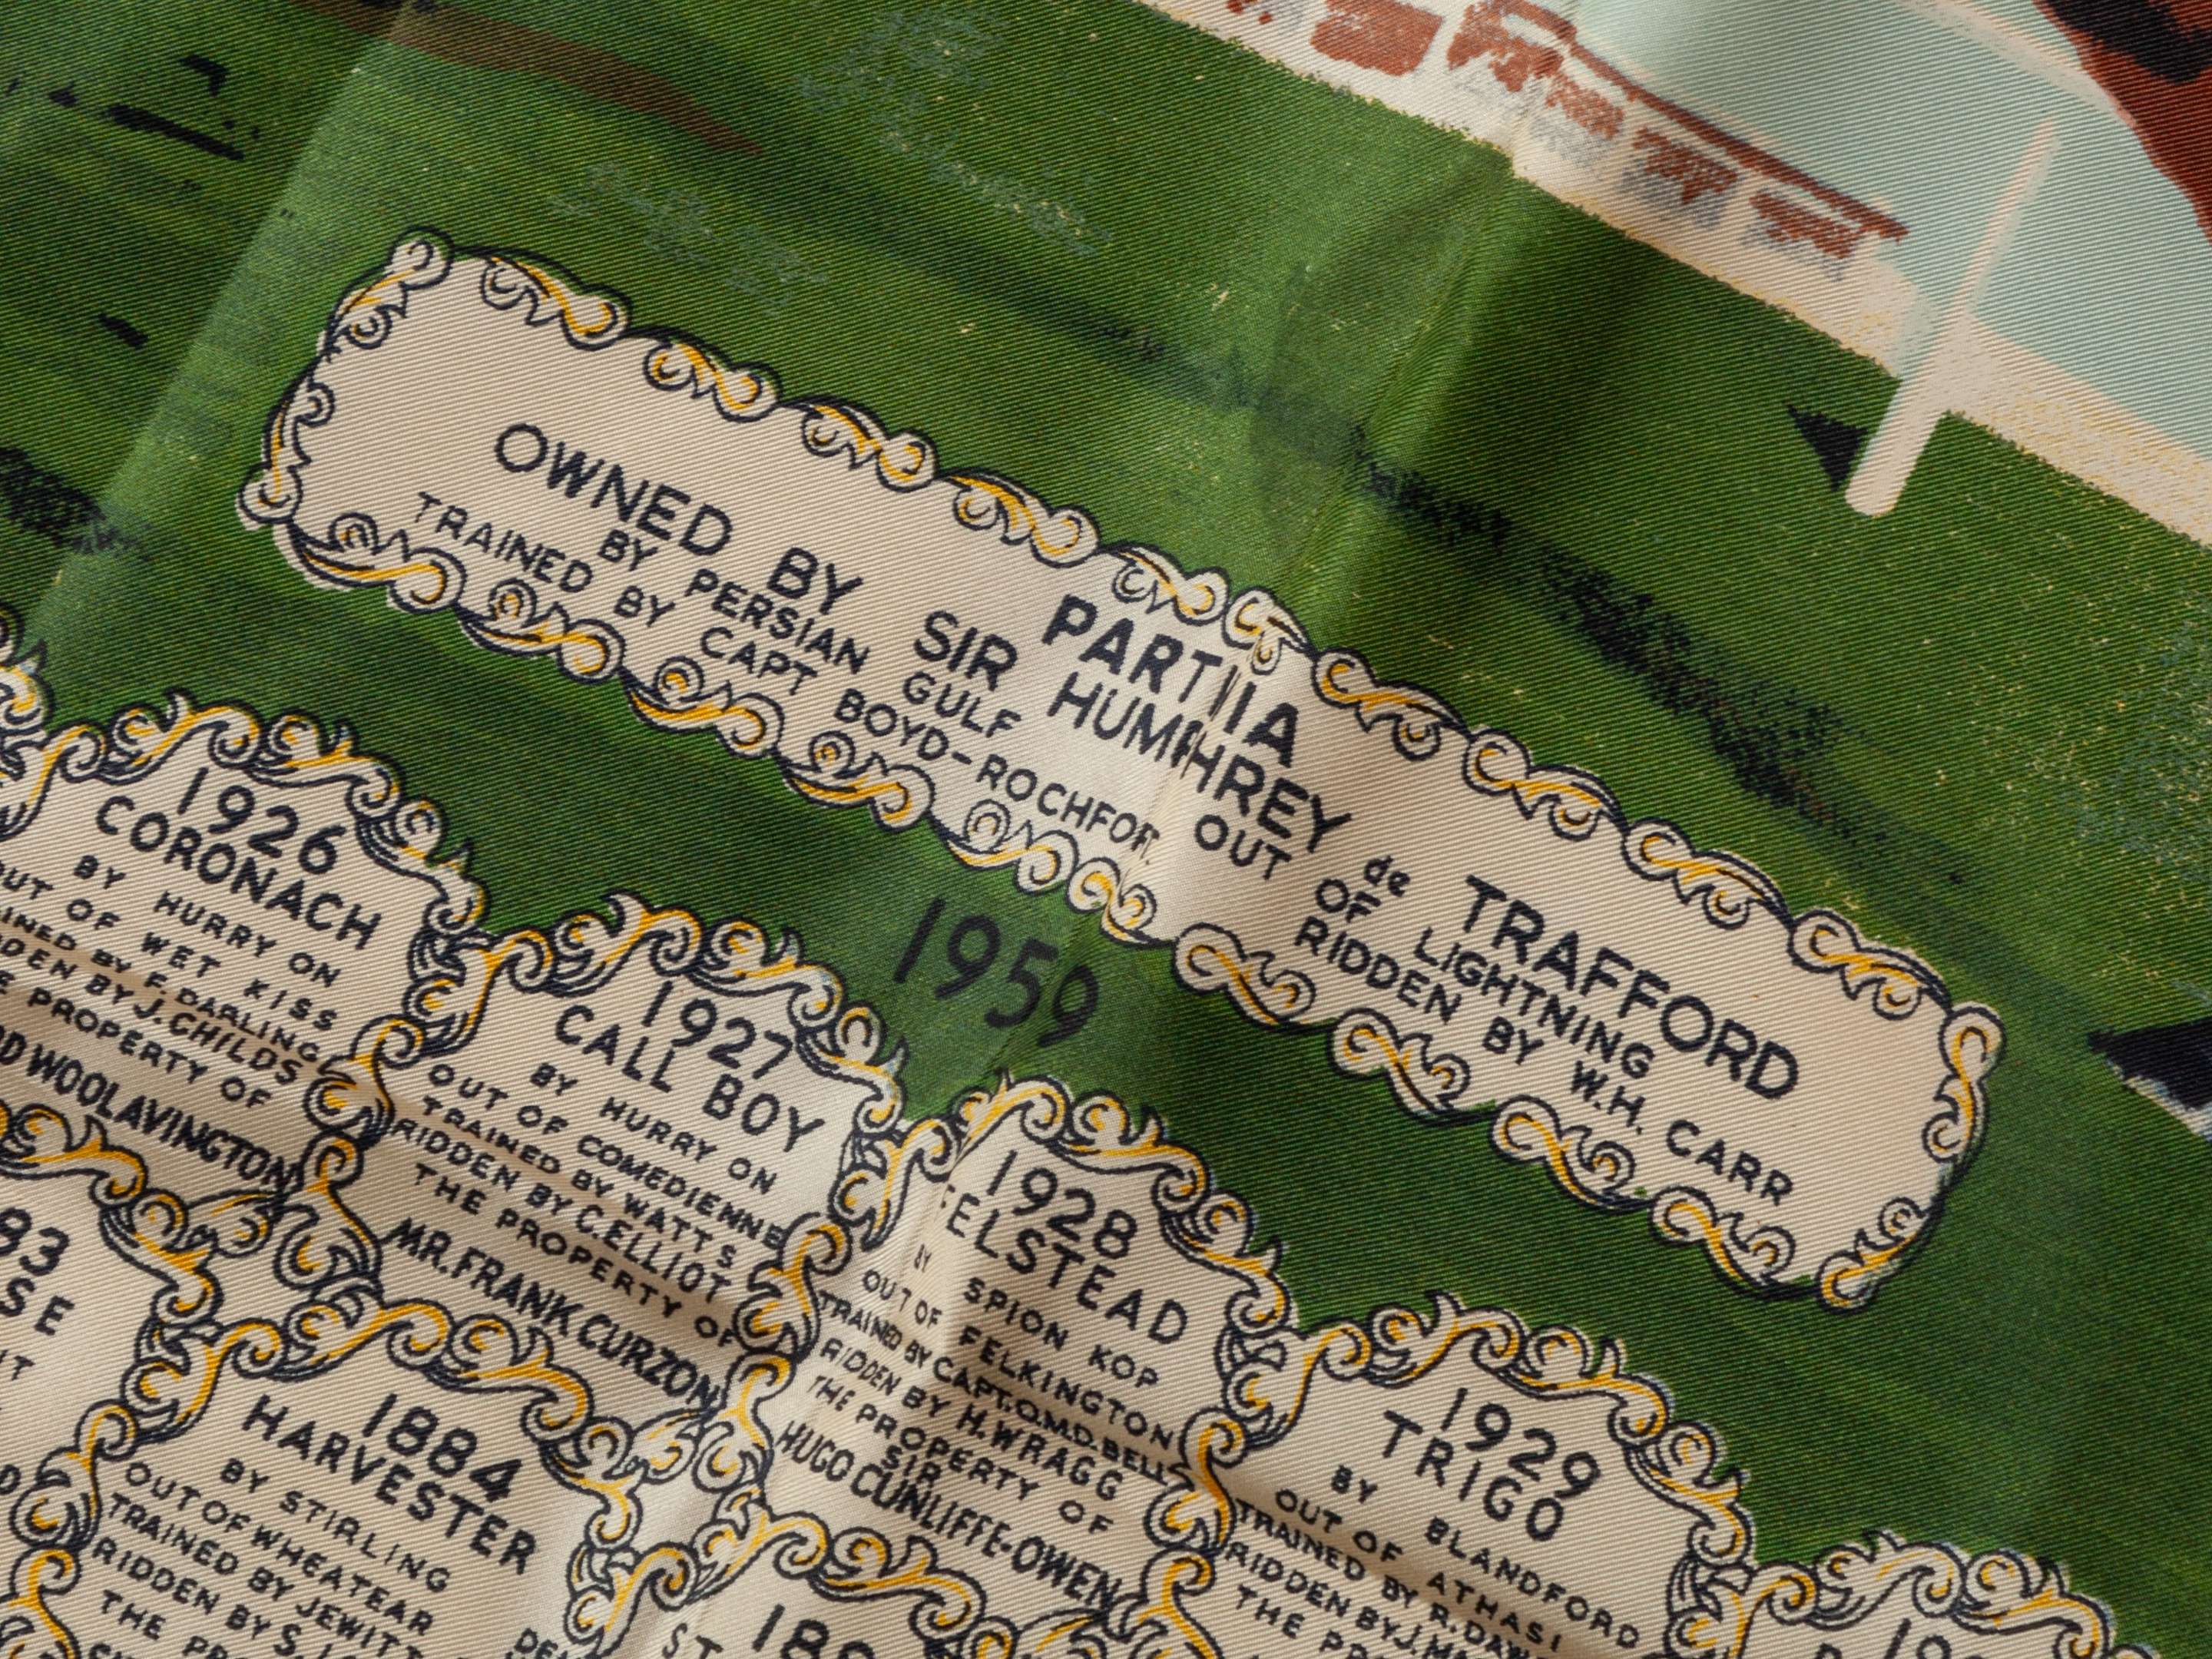 PARTHIA
OWNED BY SIR HUMPHREY de TRAFFORD
BY PERSIAN GULF OUT OF LIGHTNING
TRAINED BY CAPT BOYD-ROCHFORT RIDDEN BY W.H. CARR
1959
1926
CORONACH
BY HURRY ON
OUT OF WET KISS
BY F. DARLING
BY J. CHILDS
PROPERTY OF
WOOLAVINGTON
1927
CALL BOY
BY HURRY ON
OUT OF COMEDIENNE
TRAINED BY WATTS
RIDDEN BY C. ELLIOT
THE PROPERTY OF
MR. FRANK CURZON
1928
FELSTEAD
BY SPION KOP
OUT OF FELKINGTON
TRAINED BY CAPT. O.M.D. BELL
RIDDEN BY H. WRAGG
THE PROPERTY OF
SIR
HUGO CUNLIFFE-OWEN
1929
TRIGO
BY BLANDFORD
OUT OF ATHASI
TRAINED BY R.
RIDDEN BY J.
THE
1884
HARVESTER
BY STIRLING
OUT OF WHEATEAR
TRAINED BY JEWITT
RIDDEN BY S.
THE